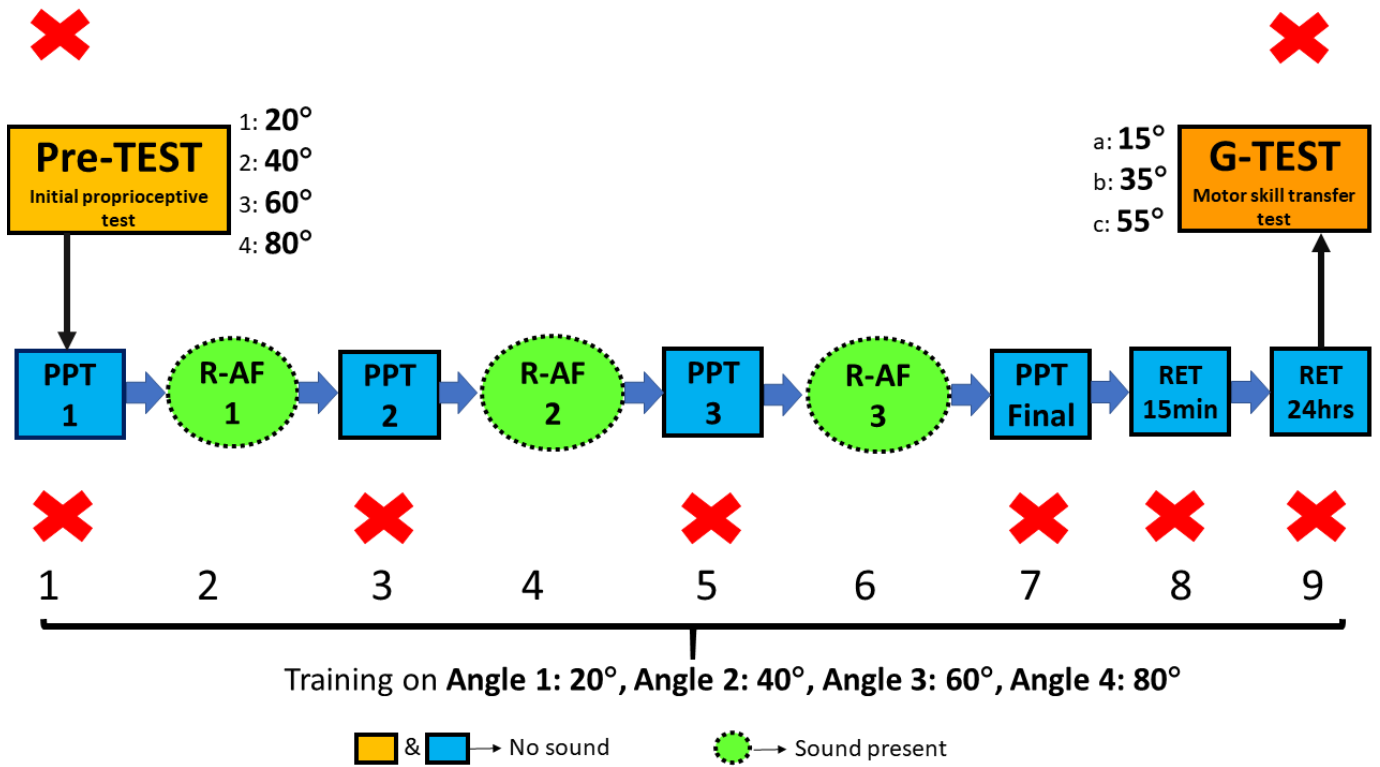 Pre-TEST
Initial proprioceptive
test
1: 20°
2: 40°
3: 60°
4: 80°
a: 15°
b: 35°
c: 55°
G-TEST
Motor skill transfer
test
PPT
1
R-AF
1
PPT
2
R-AF
2
PPT
3
R-AF
3
PPT
Final
RET
15min
RET
24hrs
1 2 3 4 5 6 7 8 9
Training on Angle 1: 20°, Angle 2: 40°, Angle 3: 60°, Angle 4: 80°
& No sound
Sound present